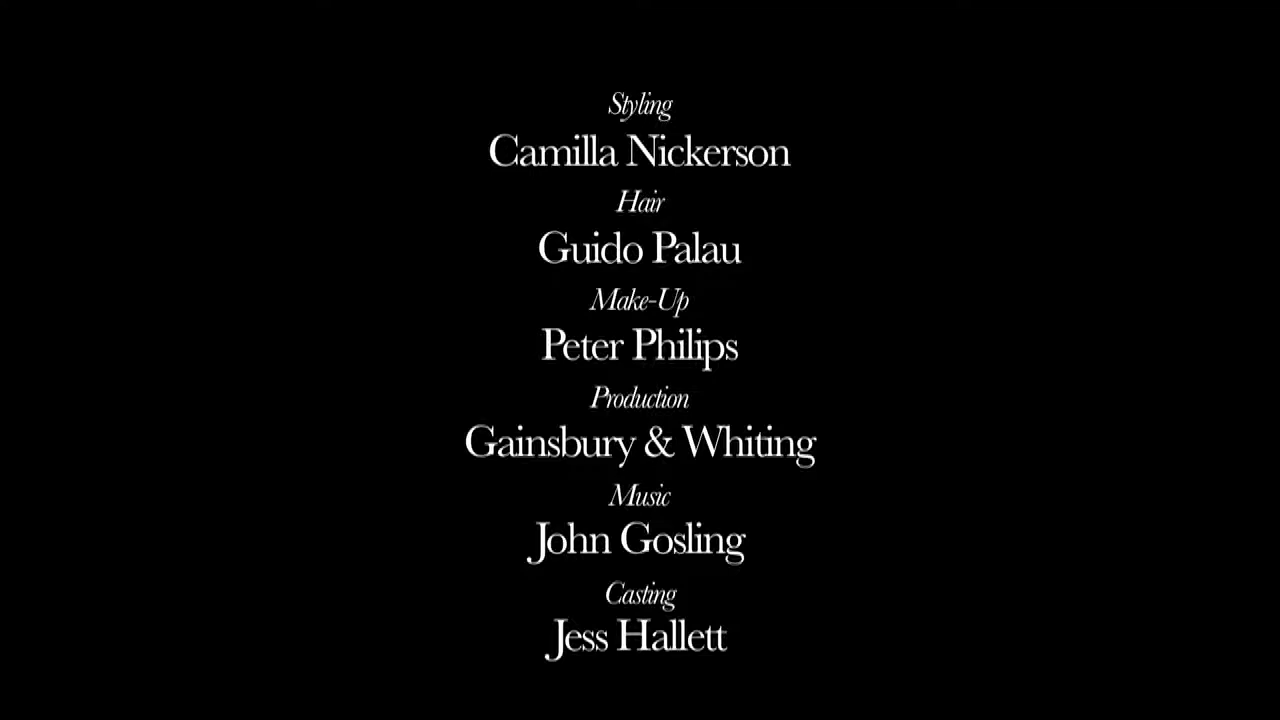 Styling
Camilla Nickerson
Hair
Guido Palau
Make-Up
Peter Philips
Production
Gainsbury & Whiting
Music
John Gosling
Casting
Jess Hallett